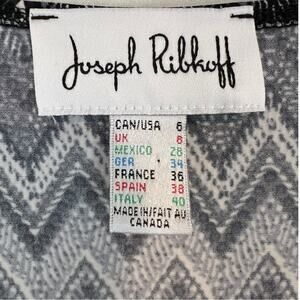 Joseph Ribkoff
CAN/USA 6
UK 8
MEXICO 28
GER 34
FRANCE 36
SPAIN 38
ITALY 40
MADE IN/FAIT AU
CANADA